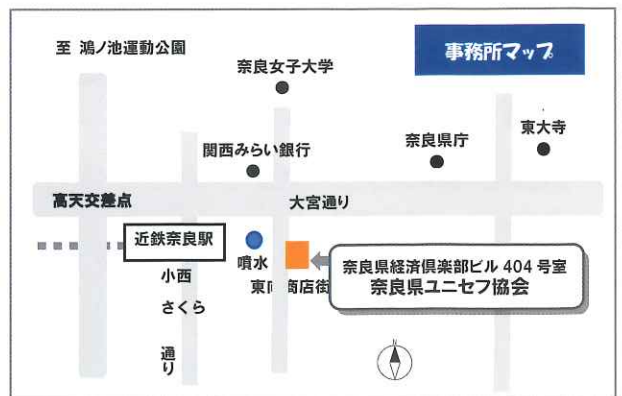 至 鴻ノ池運動公園
事務所マップ
奈良女子大学
東大寺
奈良県庁
関西みらい銀行
高天交差点
大宮通り
近鉄奈良駅
噴水
奈良県経済倶楽部ビル 404 号室
奈良県ユニセフ協会
小西
さくら
通り
東向商店街
N